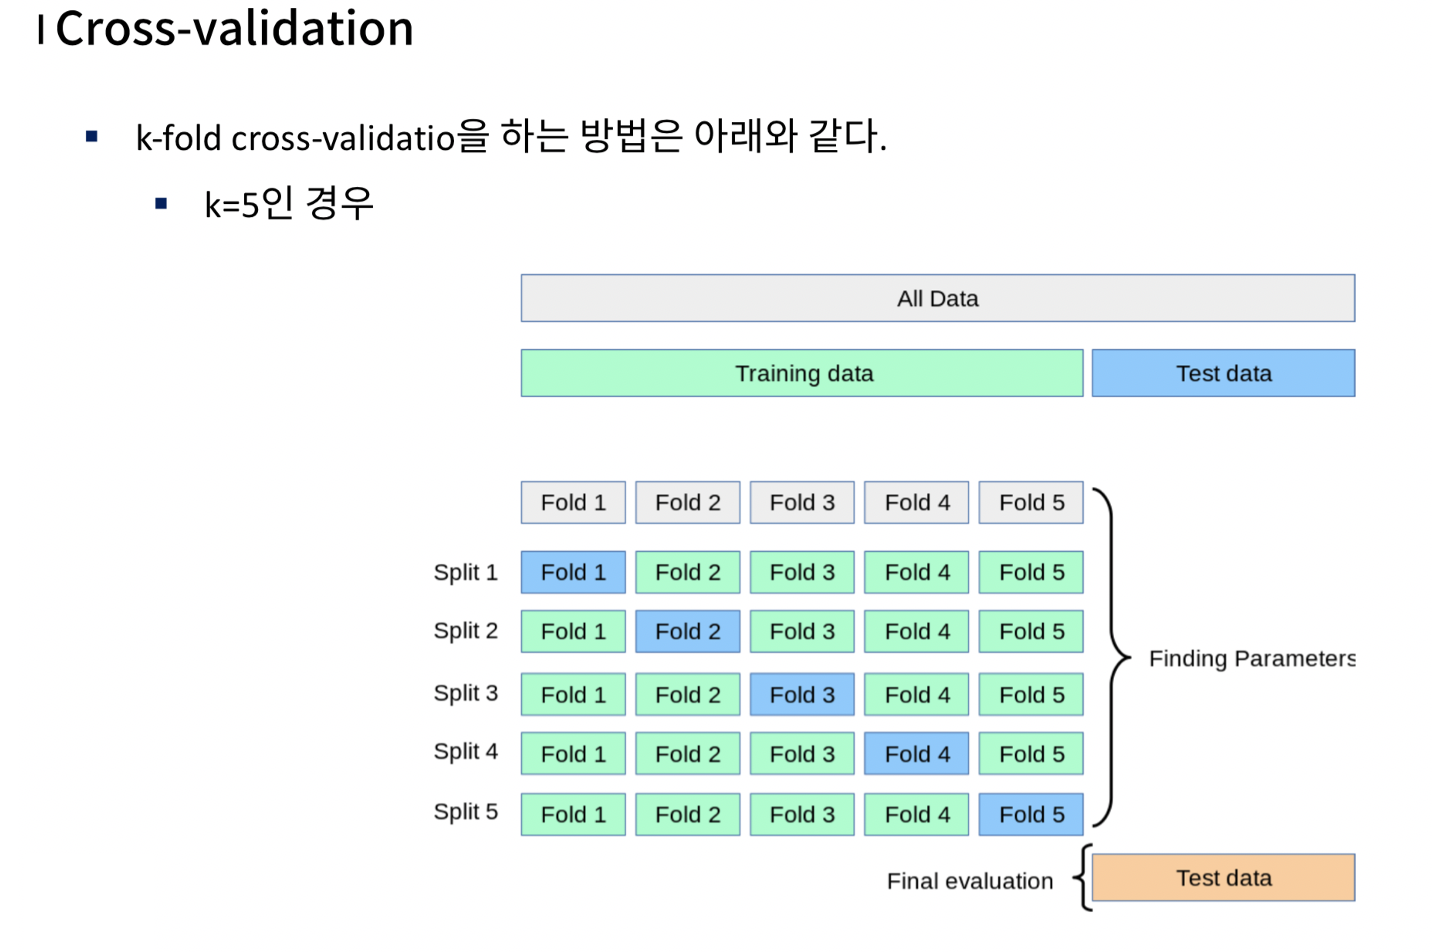 Cross-validation
k-fold cross-validatio을 하는 방법은 아래와 같다.
k=5인 경우
All Data
Training data Test data
Fold 1 Fold 2 Fold 3 Fold 4 Fold 5
Split 1 Fold 1 Fold 2 Fold 3 Fold 4 Fold 5
Split 2 Fold 1 Fold 2 Fold 3 Fold 4 Fold 5
Finding Parameters
Split 3 Fold 1 Fold 2 Fold 3 Fold 4 Fold 5
Split 4 Fold 1 Fold 2 Fold 3 Fold 4 Fold 5
Split 5 Fold 1 Fold 2 Fold 3 Fold 4 Fold 5
Final evaluation Test data